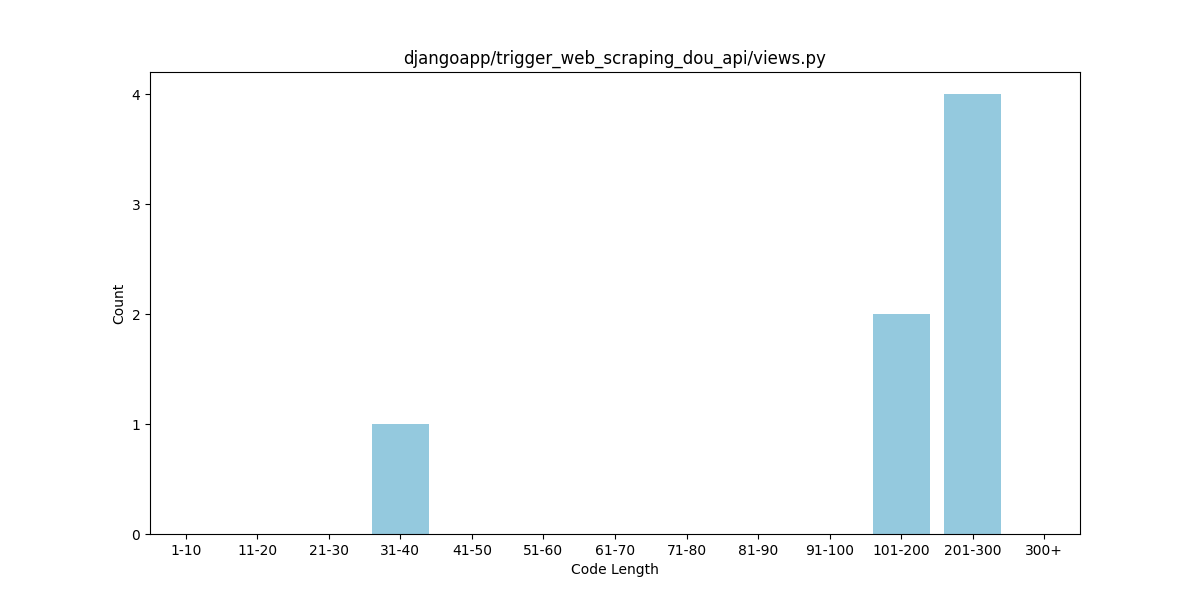 djangoapp/trigger_web_scraping_dou_api/views.py
4
3
2
1
0
Count
1-10 11-20 21-30 31-40 41-50 51-60 61-70 71-80 81-90 91-100 101-200 201-300 300+
Code Length